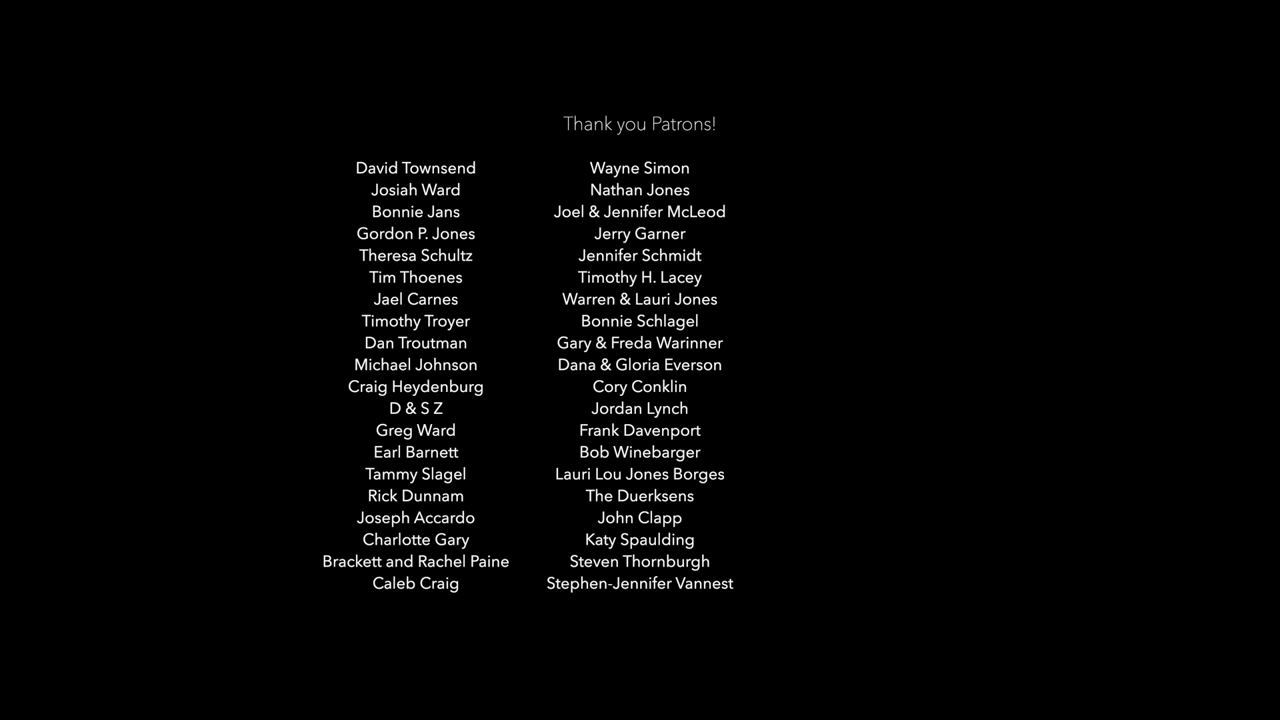 Thank you Patrons!
David Townsend
Josiah Ward
Bonnie Jans
Gordon P. Jones
Theresa Schultz
Tim Thoenes
Jael Carnes
Timothy Troyer
Dan Troutman
Michael Johnson
Craig Heydenburg
D & S Z
Greg Ward
Earl Barnett
Tammy Slagel
Rick Dunnam
Joseph Accardo
Charlotte Gary
Brackett and Rachel Paine
Caleb Craig
Wayne Simon
Nathan Jones
Joel & Jennifer McLeod
Jerry Garner
Jennifer Schmidt
Timothy H. Lacey
Warren & Lauri Jones
Bonnie Schlagel
Gary & Freda Warinner
Dana & Gloria Everson
Cory Conklin
Jordan Lynch
Frank Davenport
Bob Winebarger
Lauri Lou Jones Borges
The Duerksens
John Clapp
Katy Spaulding
Steven Thornburgh
Stephen-Jennifer Vannest